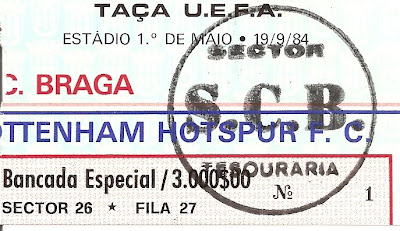 TAÇA U.E.F.A.
ESTÁDIO 1.º DE MAIO • 19/9/84
SECTOR
C. BRAGA
S.C.B.
OTTENHAM HOTSPUR F. C.
TESOURARIA
Bancada Especial / 3.000$00
Nº 1
SECTOR 26 ★ FILA 27